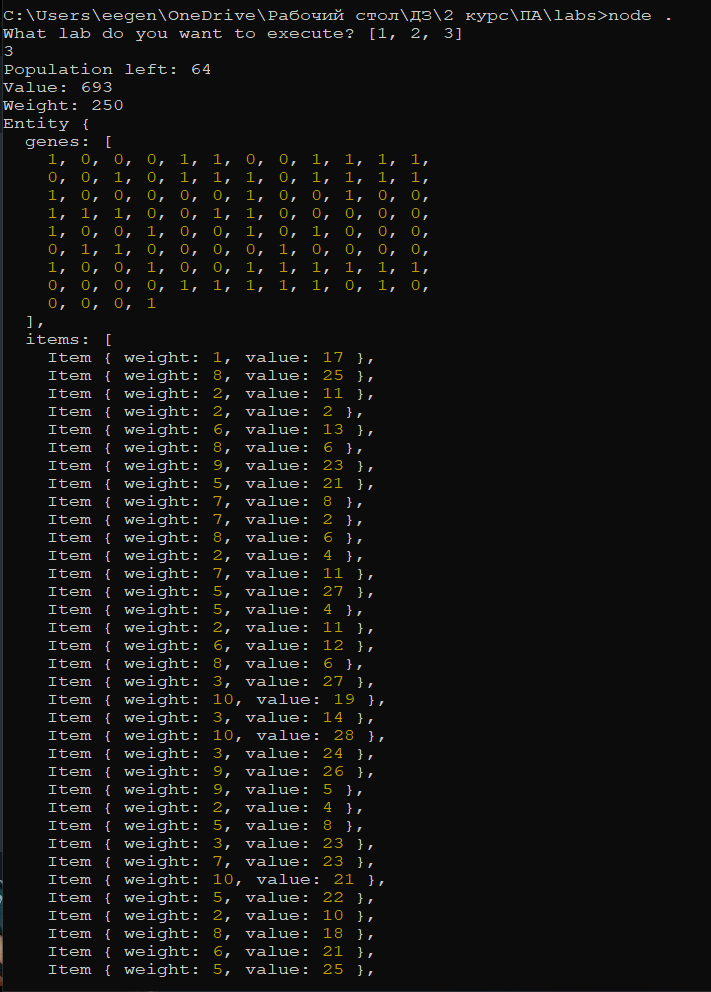 C:\Users\eegen\OneDrive\Рабочий стол\ДЗ\2 курс\ПА\labs>node .
What lab do you want to execute? [1, 2, 3]
3
Population left: 64
Value: 693
Weight: 250
Entity {
  genes: [
    1, 0, 0, 0, 1, 1, 0, 0, 1, 1, 1, 1,
    0, 0, 1, 0, 1, 1, 1, 0, 1, 1, 1, 1,
    1, 0, 0, 0, 0, 0, 1, 0, 0, 1, 0, 0,
    1, 1, 1, 0, 0, 1, 1, 0, 0, 0, 0, 0,
    1, 0, 0, 1, 0, 0, 1, 0, 1, 0, 0, 0,
    0, 1, 1, 0, 0, 0, 0, 1, 0, 0, 0, 0,
    1, 0, 0, 1, 0, 0, 1, 1, 1, 1, 1, 1,
    0, 0, 0, 0, 1, 1, 1, 1, 1, 0, 1, 0,
    0, 0, 0, 1
  ],
  items: [
    Item { weight: 1, value: 17 },
    Item { weight: 8, value: 25 },
    Item { weight: 2, value: 11 },
    Item { weight: 2, value: 2 },
    Item { weight: 6, value: 13 },
    Item { weight: 8, value: 6 },
    Item { weight: 9, value: 23 },
    Item { weight: 5, value: 21 },
    Item { weight: 7, value: 8 },
    Item { weight: 7, value: 2 },
    Item { weight: 8, value: 6 },
    Item { weight: 2, value: 4 },
    Item { weight: 7, value: 11 },
    Item { weight: 5, value: 27 },
    Item { weight: 5, value: 4 },
    Item { weight: 2, value: 11 },
    Item { weight: 6, value: 12 },
    Item { weight: 8, value: 6 },
    Item { weight: 3, value: 27 },
    Item { weight: 10, value: 19 },
    Item { weight: 3, value: 14 },
    Item { weight: 10, value: 28 },
    Item { weight: 3, value: 24 },
    Item { weight: 9, value: 26 },
    Item { weight: 9, value: 5 },
    Item { weight: 2, value: 4 },
    Item { weight: 5, value: 8 },
    Item { weight: 3, value: 23 },
    Item { weight: 7, value: 23 },
    Item { weight: 10, value: 21 },
    Item { weight: 5, value: 22 },
    Item { weight: 2, value: 10 },
    Item { weight: 8, value: 18 },
    Item { weight: 6, value: 21 },
    Item { weight: 5, value: 25 },